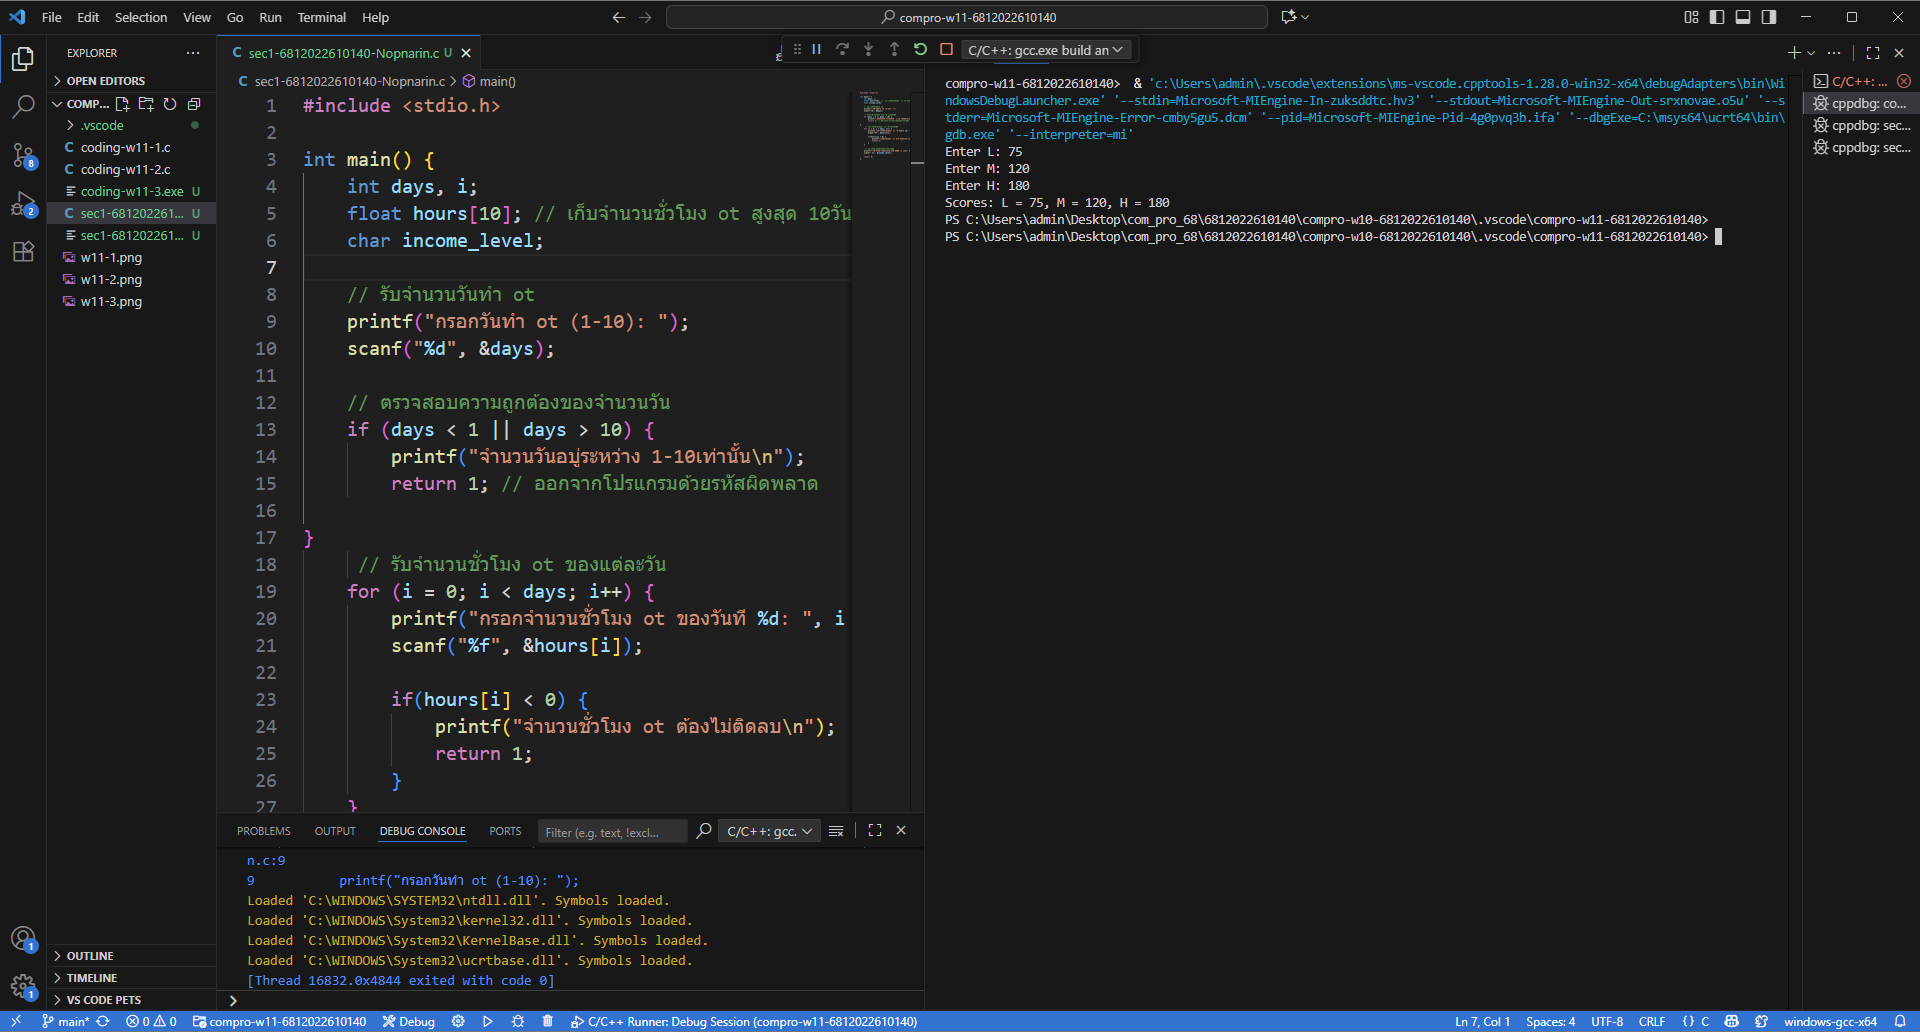 File Edit Selection View Go Run Terminal Help
compro-w11-6812022610140
EXPLORER
OPEN EDITORS
COMP...
.vscode
coding-w11-1.c
coding-w11-2.c
coding-w11-3.exe U
sec1-681202261... U
sec1-681202261... U
w11-1.png
w11-2.png
w11-3.png
OUTLINE
TIMELINE
VS CODE PETS
sec1-6812022610140-Nopnarin.c U
C/C++: gcc.exe build an
sec1-6812022610140-Nopnarin.c > main()
1 #include <stdio.h>
2
3 int main() {
4 int days, i;
5 float hours[10]; // เก็บจำนวนชั่วโมง ot สูงสุด 10วัน
6 char income_level;
7
8 // รับจำนวนวันทำ ot
9 printf("กรอกวันทำ ot (1-10): ");
10 scanf("%d", &days);
11
12 // ตรวจสอบความถูกต้องของจำนวนวัน
13 if (days < 1 || days > 10) {
14 printf("จำนวนวันอบู่ระหว่าง 1-10เท่านั้น\n");
15 return 1; // ออกจากโปรแกรมด้วยรหัสผิดพลาด
16
17 }
18 // รับจำนวนชั่วโมง ot ของแต่ละวัน
19 for (i = 0; i < days; i++) {
20 printf("กรอกจำนวนชั่วโมง ot ของวันที %d: ", i
21 scanf("%f", &hours[i]);
22
23 if(hours[i] < 0) {
24 printf("จำนวนชั่วโมง ot ต้องไม่ติดลบ\n");
25 return 1;
26 }
27 }
PROBLEMS OUTPUT DEBUG CONSOLE PORTS Filter (e.g. text, !excl... C/C++: gcc.
n.c:9
9 printf("กรอกวันทำ ot (1-10): ");
Loaded 'C:\WINDOWS\SYSTEM32\ntdll.dll'. Symbols loaded.
Loaded 'C:\WINDOWS\System32\kernel32.dll'. Symbols loaded.
Loaded 'C:\WINDOWS\System32\KernelBase.dll'. Symbols loaded.
Loaded 'C:\WINDOWS\System32\ucrtbase.dll'. Symbols loaded.
[Thread 16832.0x4844 exited with code 0]
>
compro-w11-6812022610140> & 'c:\Users\admin\.vscode\extensions\ms-vscode.cpptools-1.28.0-win32-x64\debugAdapters\bin\Wi
ndowsDebugLauncher.exe' '--stdin=Microsoft-MIEngine-In-zuksddtc.hv3' '--stdout=Microsoft-MIEngine-Out-srxnovae.o5u' '--s
tderr=Microsoft-MIEngine-Error-cmby5gu5.dcm' '--pid=Microsoft-MIEngine-Pid-4g0pvq3b.ifa' '--dbgExe=C:\msys64\ucrt64\bin\
gdb.exe' '--interpreter=mi'
Enter L: 75
Enter M: 120
Enter H: 180
Scores: L = 75, M = 120, H = 180
PS C:\Users\admin\Desktop\com_pro_68\6812022610140\compro-w10-6812022610140\.vscode\compro-w11-6812022610140>
PS C:\Users\admin\Desktop\com_pro_68\6812022610140\compro-w10-6812022610140\.vscode\compro-w11-6812022610140>
C/C++: ...
cppdbg: co...
cppdbg: sec...
cppdbg: sec...
main* 0 0 compro-w11-6812022610140 Debug C/C++ Runner: Debug Session (compro-w11-6812022610140) Ln 7, Col 1 Spaces: 4 UTF-8 CRLF {} C windows-gcc-x64